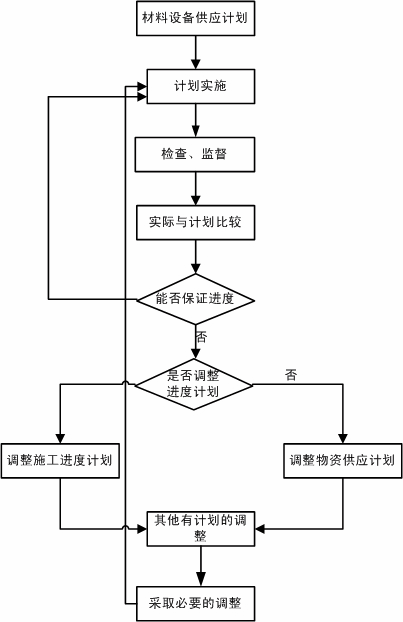 材料设备供应计划
计划实施
检查、监督
实际与计划比较
能否保证进度
否
是否调整
进度计划
否
调整施工进度计划
调整物资供应计划
其他有计划的调
整
采取必要的调整